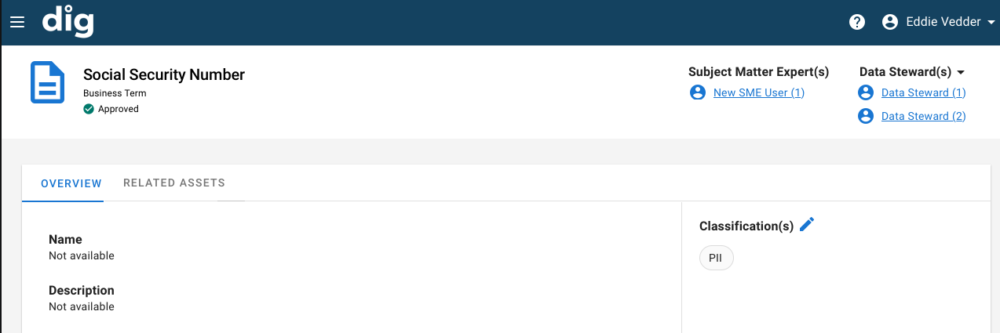 dig
? Eddie Vedder
Social Security Number
Business Term
Approved
Subject Matter Expert(s)
New SME User (1)
Data Steward(s)
Data Steward (1)
Data Steward (2)
OVERVIEW RELATED ASSETS
Name
Not available
Description
Not available
Classification(s)
PII